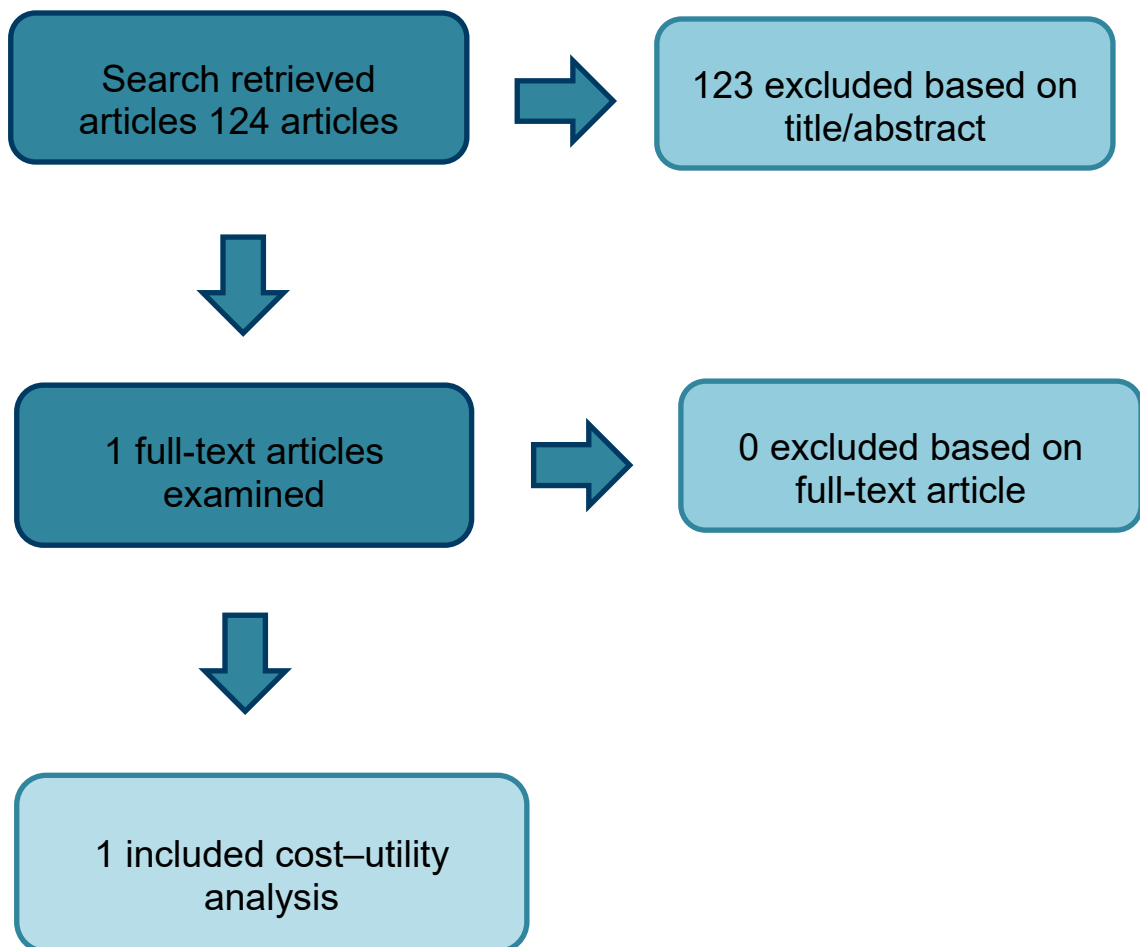 Search retrieved
articles 124 articles
123 excluded based on
title/abstract
1 full-text articles
examined
0 excluded based on
full-text article
1 included cost–utility
analysis